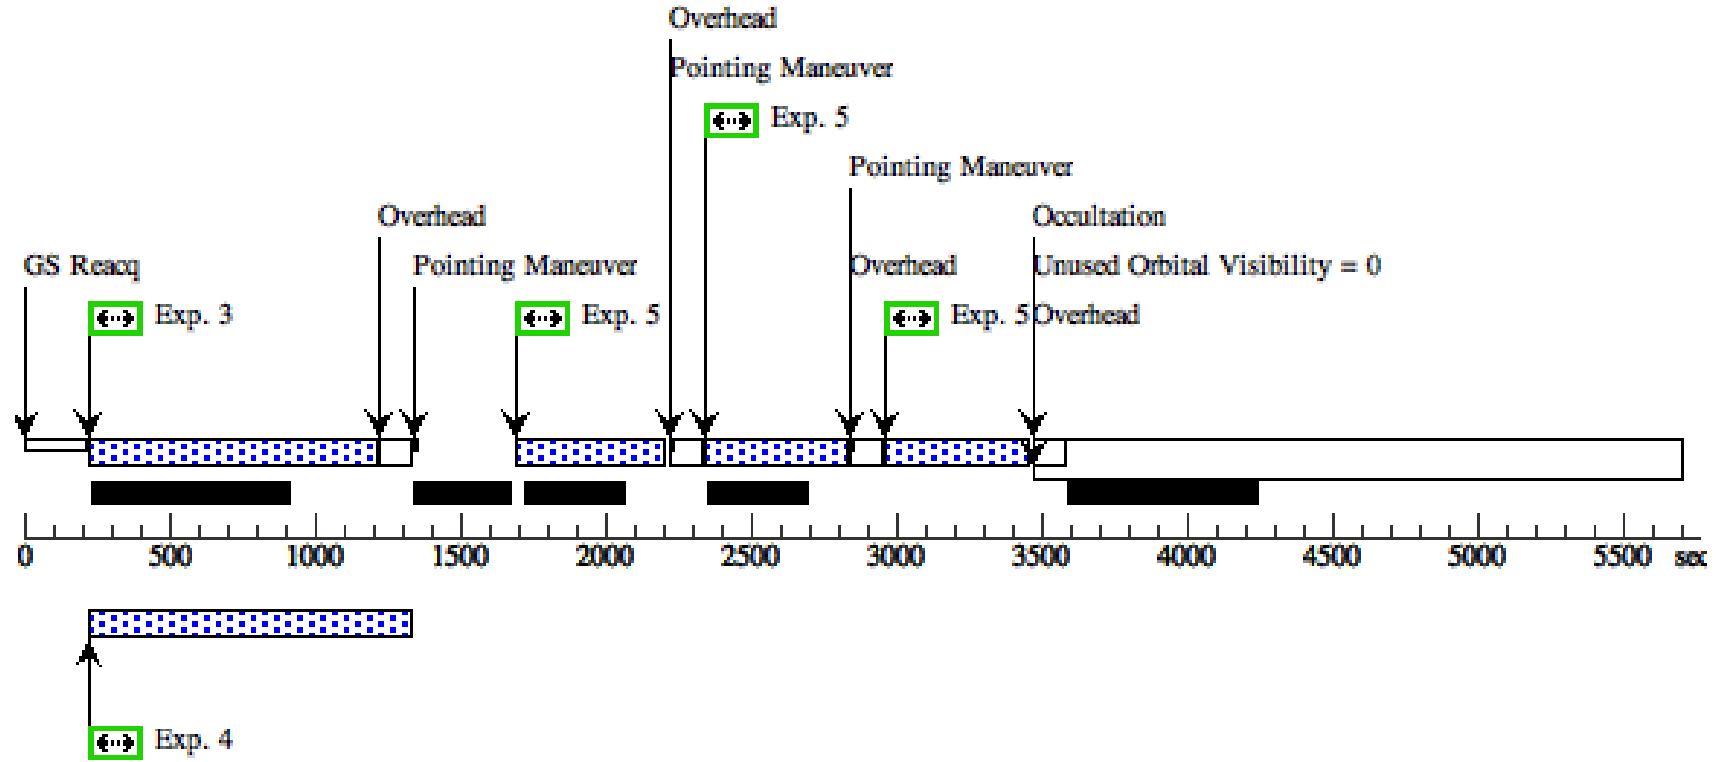 Overhead
Pointing Maneuver
Exp. 5
Pointing Maneuver
Overhead
Occultation
GS Reacq
Pointing Maneuver
Overhead
Unused Orbital Visibility = 0
Exp. 3
Exp. 5
Exp. 5
Overhead
0 500 1000 1500 2000 2500 3000 3500 4000 4500 5000 5500 sec
Exp. 4